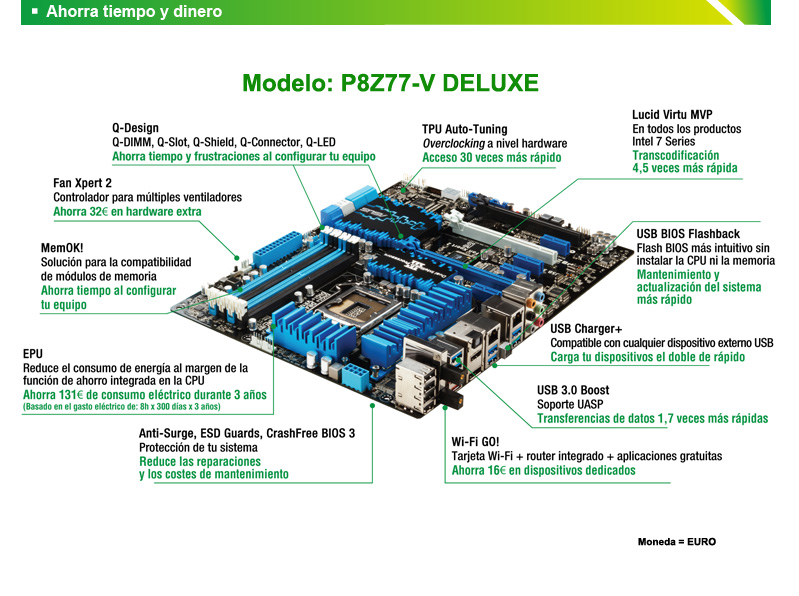 Ahorra tiempo y dinero
Modelo: P8Z77-V DELUXE
Q-Design
Q-DIMM, Q-Slot, Q-Shield, Q-Connector, Q-LED
Ahorra tiempo y frustraciones al configurar tu equipo
TPU Auto-Tuning
Overclocking a nivel hardware
Acceso 30 veces más rápido
Lucid Virtu MVP
En todos los productos
Intel 7 Series
Transcodificación
4,5 veces más rápida
Fan Xpert 2
Controlador para múltiples ventiladores
Ahorra 32€ en hardware extra
MemOK!
Solución para la compatibilidad
de módulos de memoria
Ahorra tiempo al configurar
tu equipo
USB BIOS Flashback
Flash BIOS más intuitivo sin
instalar la CPU ni la memoria
Mantenimiento y
actualización del sistema
más rápido
EPU
Reduce el consumo de energía al margen de la
función de ahorro integrada en la CPU
Ahorra 131€ de consumo eléctrico durante 3 años
(Basado en el gasto eléctrico de: 8h x 300 días x 3 años)
USB Charger+
Compatible con cualquier dispositivo externo USB
Carga tu dispositivos el doble de rápido
USB 3.0 Boost
Soporte UASP
Transferencias de datos 1,7 veces más rápidas
Anti-Surge, ESD Guards, CrashFree BIOS 3
Protección de tu sistema
Reduce las reparaciones
y los costes de mantenimiento
Wi-Fi GO!
Tarjeta Wi-Fi + router integrado + aplicaciones gratuitas
Ahorra 16€ en dispositivos dedicados
Moneda = EURO